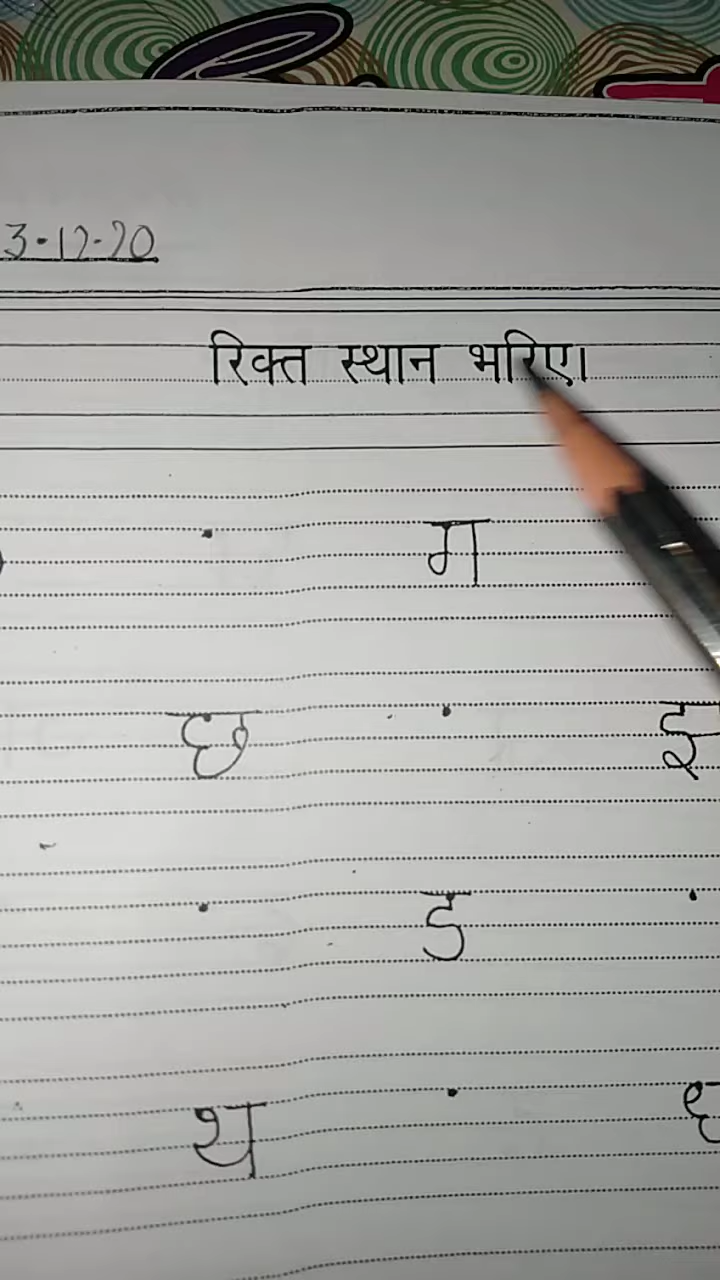 3-12-20
रिक्त स्थान भरिए।
. ग
छ . झ
. ड .
थ .